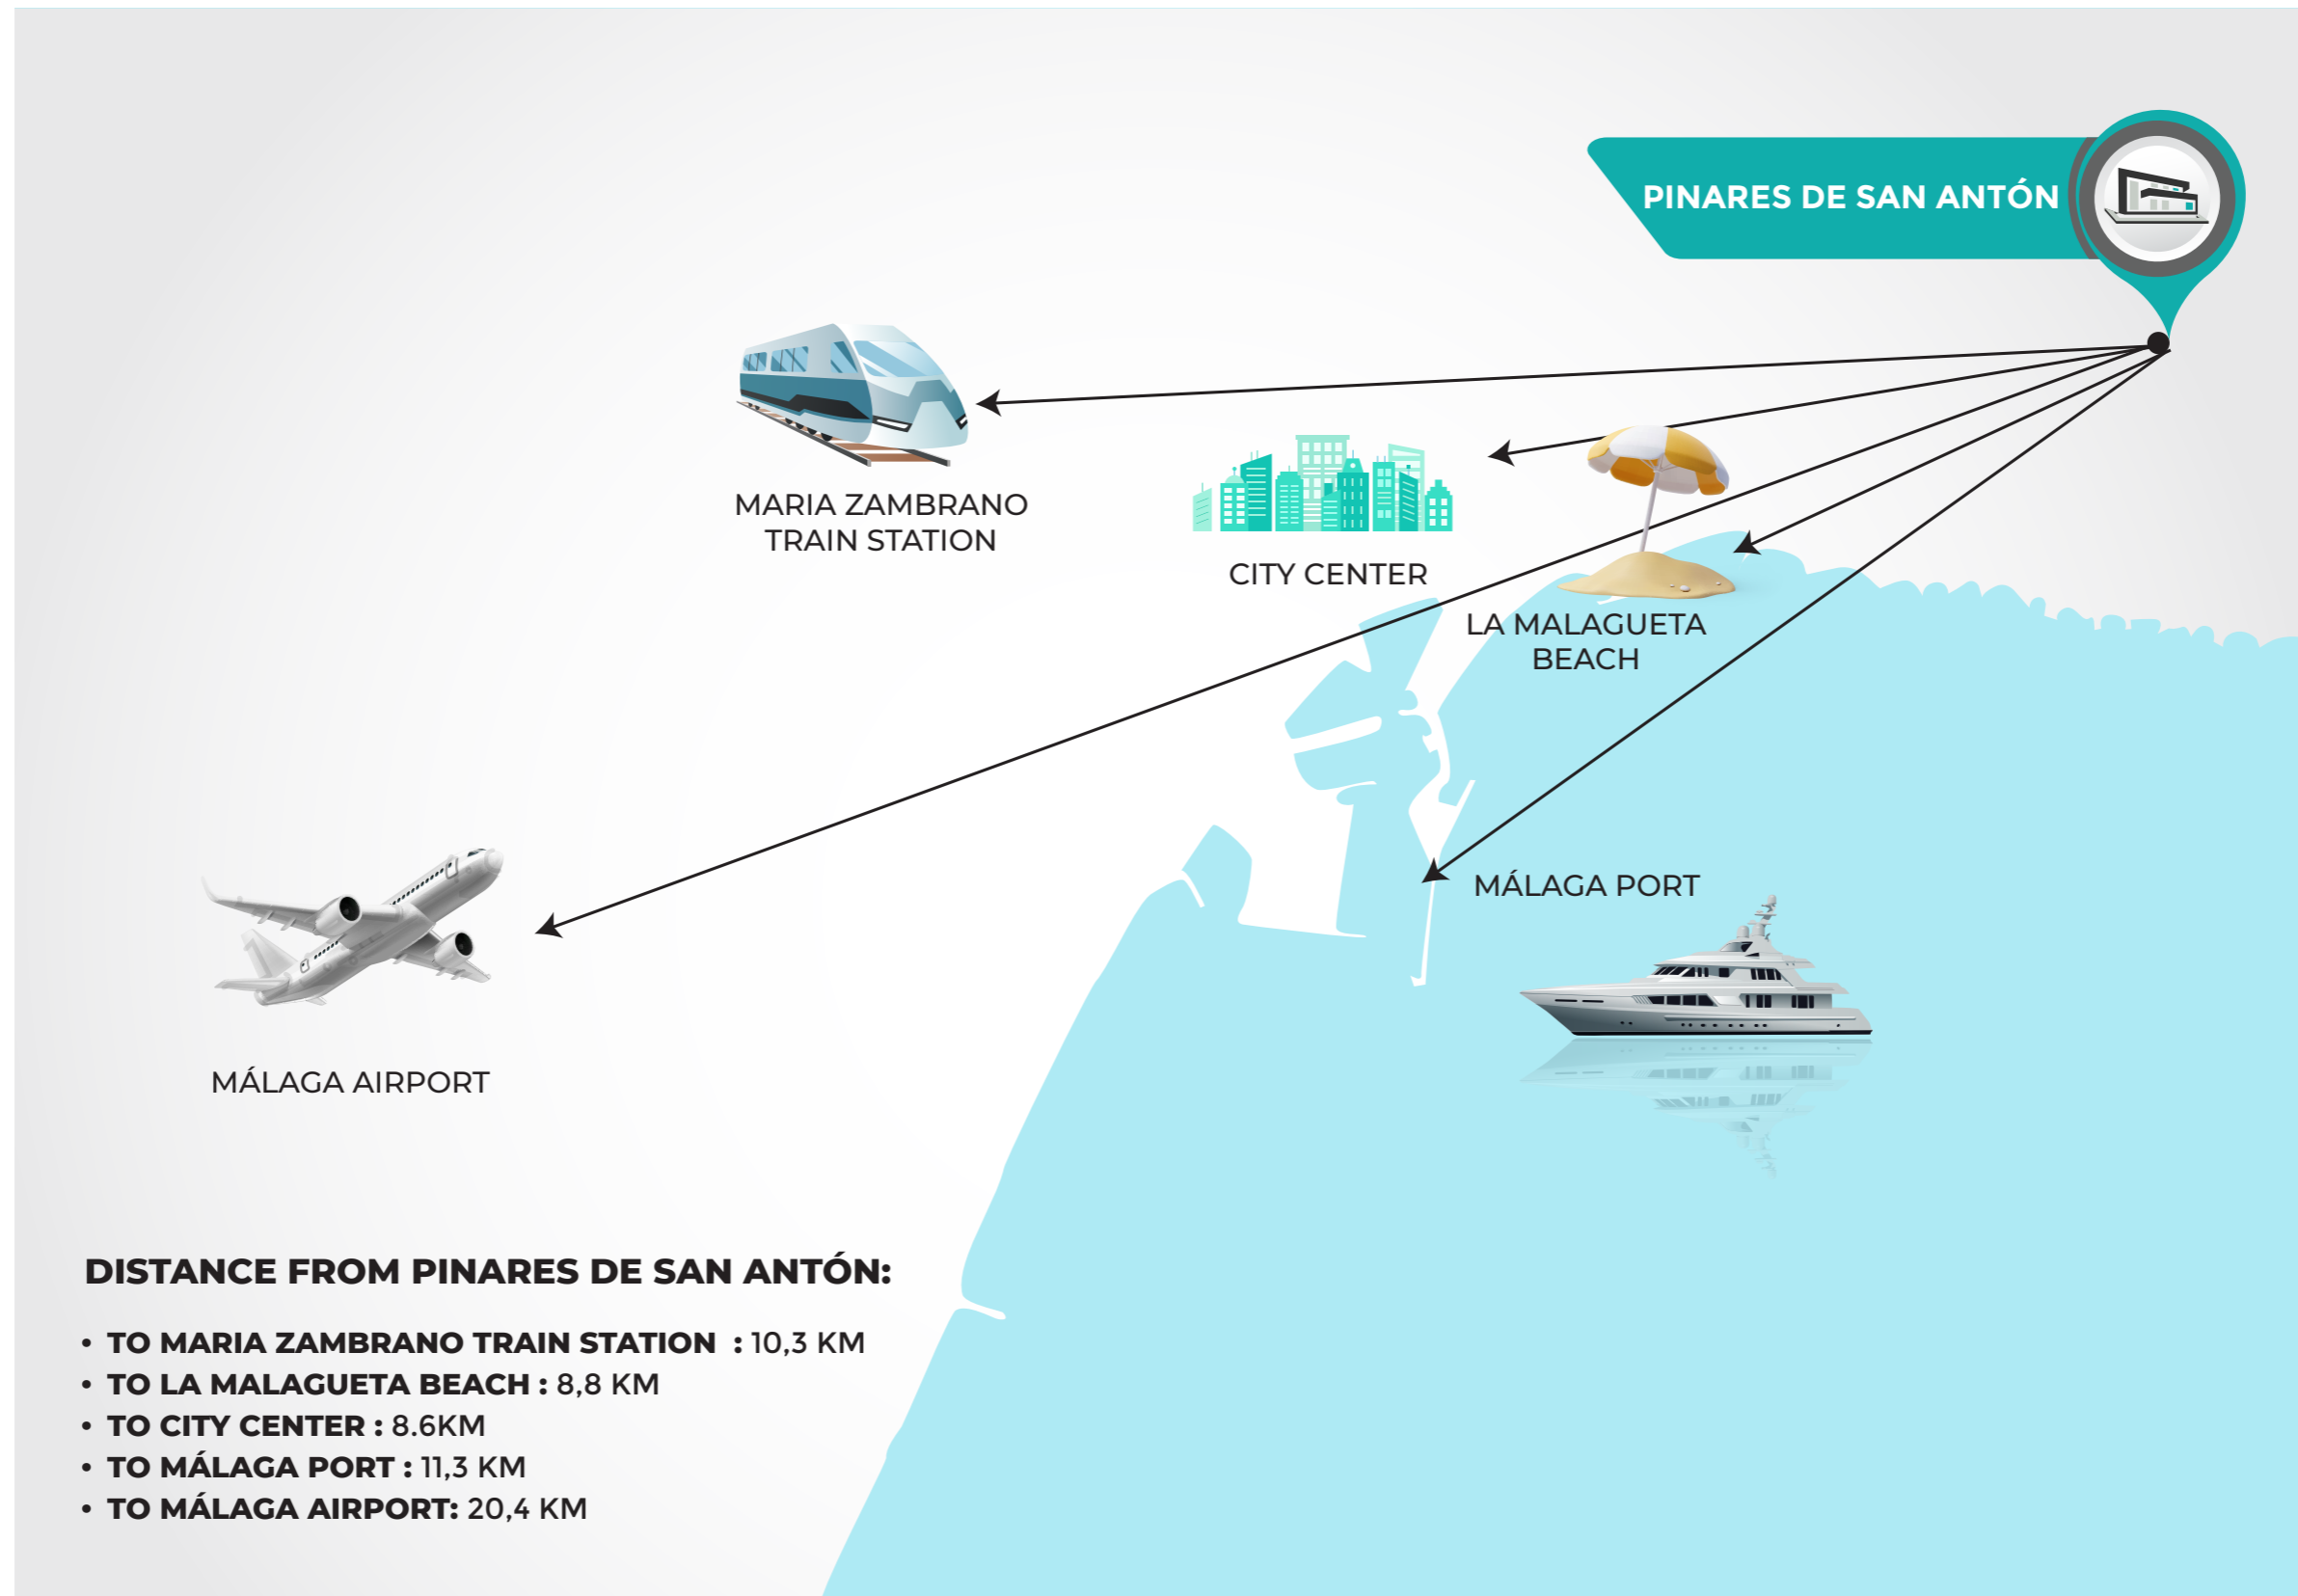 PINARES DE SAN ANTÓN
MARIA ZAMBRANO
TRAIN STATION
CITY CENTER
LA MALAGUETA
BEACH
MÁLAGA PORT
MÁLAGA AIRPORT
DISTANCE FROM PINARES DE SAN ANTÓN:
• TO MARIA ZAMBRANO TRAIN STATION : 10,3 KM
• TO LA MALAGUETA BEACH : 8,8 KM
• TO CITY CENTER : 8.6KM
• TO MÁLAGA PORT : 11,3 KM
• TO MÁLAGA AIRPORT: 20,4 KM